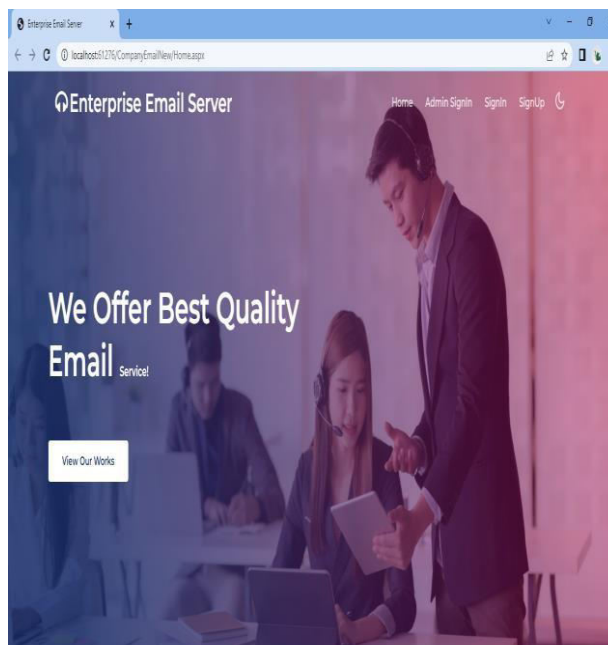 Enterprise Email Server
localhost:61276/CompanyEmailNew/Home.aspx
Enterprise Email Server
Home Admin SignIn SignIn SignUp
We Offer Best Quality
Email Service!
View Our Works